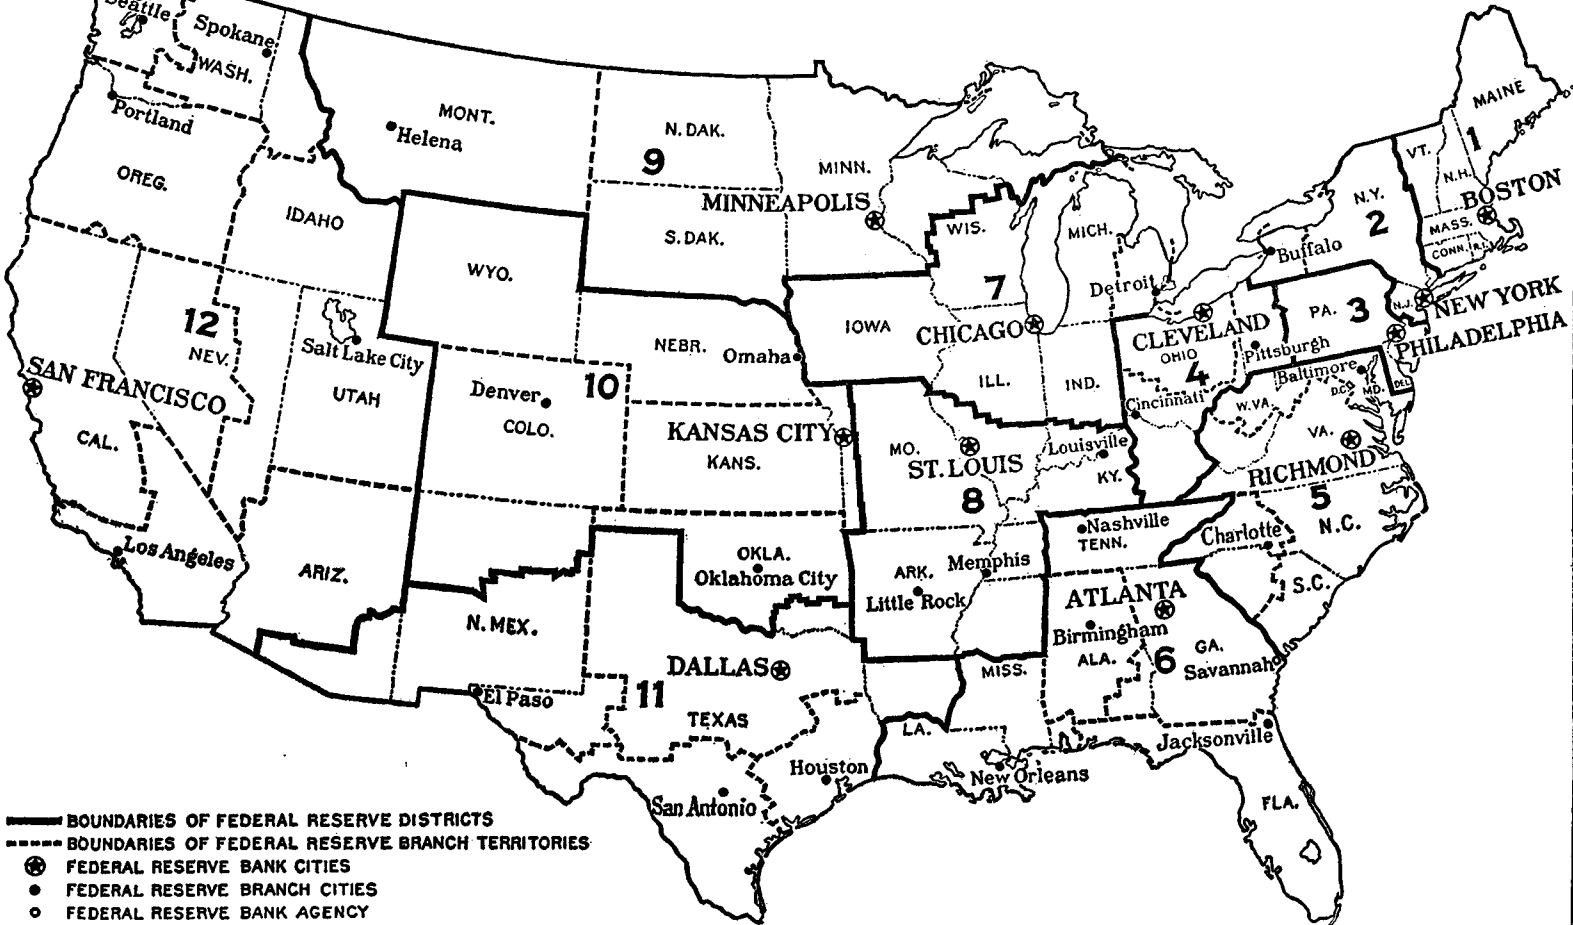 Seattle
Spokane
WASH.
Portland
OREG.
MONT.
Helena
IDAHO
N. DAK.
9
S. DAK.
MINN.
MINNEAPOLIS
WYO.
WIS.
MICH.
7
Detroit
CHICAGO
IOWA
ILL.
IND.
MAINE
1
VT.
N.H.
BOSTON
MASS.
CONN.
R.I.
N.Y.
2
Buffalo
NEW YORK
N.J.
PA.
3
PHILADELPHIA
CLEVELAND
OHIO
4
Pittsburgh
Cincinnati
Baltimore
D.C.
MD.
DEL
W. VA.
VA.
RICHMOND
5
N.C.
Charlotte
S.C.
12
NEV.
SAN FRANCISCO
CAL.
Los Angeles
Salt Lake City
UTAH
ARIZ.
NEBR.
Omaha
10
Denver
COLO.
KANSAS CITY
KANS.
OKLA.
Oklahoma City
MO.
ST. LOUIS
8
Louisville
KY.
ARK.
Little Rock
Memphis
Nashville
TENN.
ATLANTA
Birmingham
ALA.
6
GA.
Savannah
Jacksonville
FLA.
MISS.
LA.
New Orleans
N. MEX.
El Paso
DALLAS
11
TEXAS
Houston
San Antonio
BOUNDARIES OF FEDERAL RESERVE DISTRICTS
BOUNDARIES OF FEDERAL RESERVE BRANCH TERRITORIES
FEDERAL RESERVE BANK CITIES
FEDERAL RESERVE BRANCH CITIES
FEDERAL RESERVE BANK AGENCY